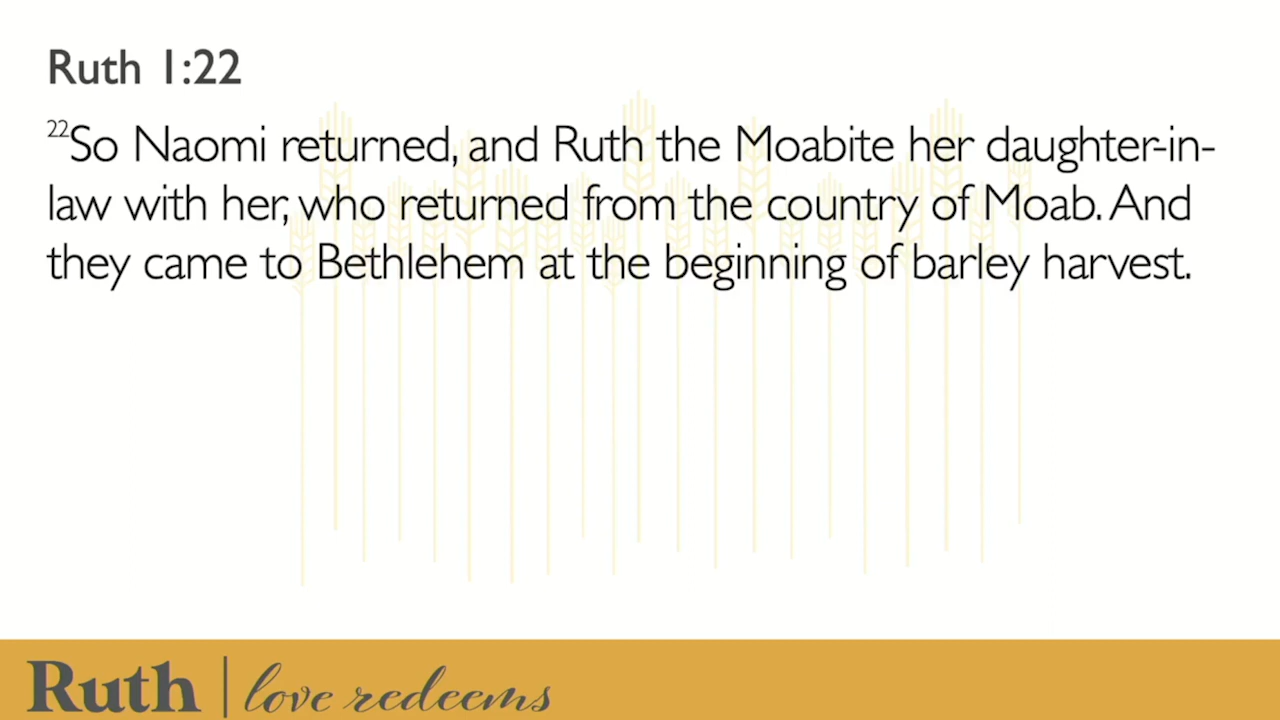 Ruth 1:22
22So Naomi returned, and Ruth the Moabite her daughter-in-
law with her, who returned from the country of Moab. And
they came to Bethlehem at the beginning of barley harvest.
Ruth | love redeems